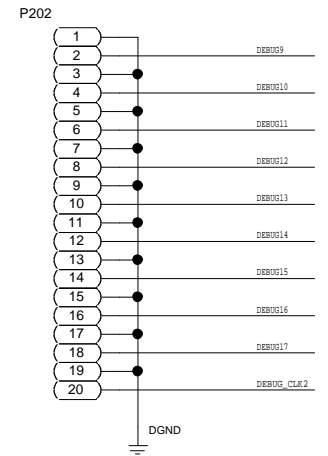 P202
1
2 DEBUG9
3
4 DEBUG10
5
6 DEBUG11
7
8 DEBUG12
9
10 DEBUG13
11
12 DEBUG14
13
14 DEBUG15
15
16 DEBUG16
17
18 DEBUG17
19
20 DEBUG_CLK2
DGND